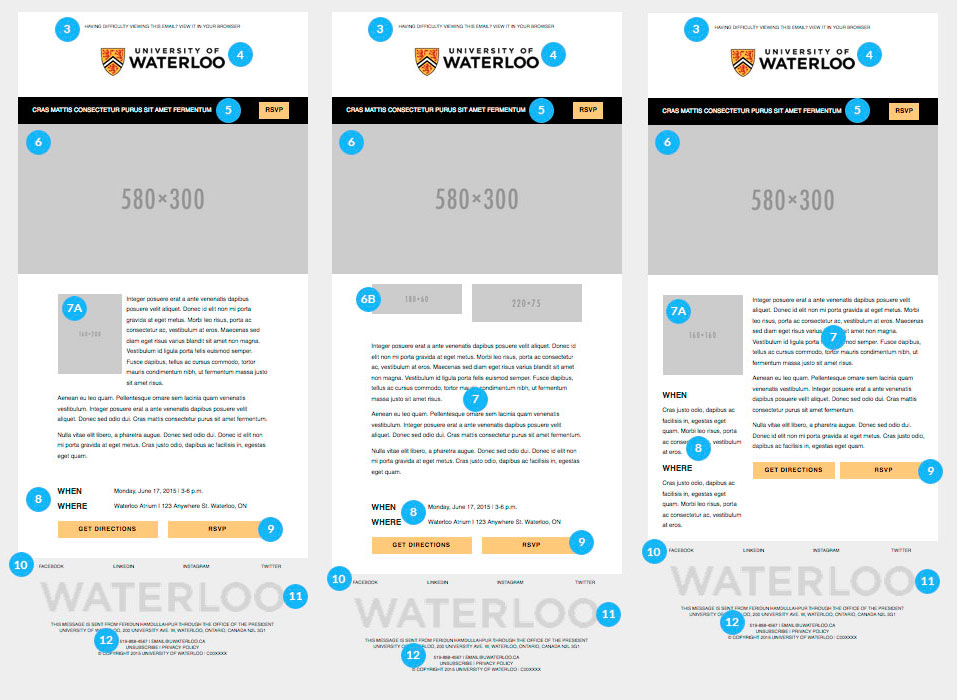 3
HAVING DIFFICULTY VIEWING THIS EMAIL? VIEW IT IN YOUR BROWSER
UNIVERSITY OF
WATERLOO
4
CRAS MATTIS CONSECTETUR PURUS SIT AMET FERMENTUM
5
RSVP
6
580×300
7A
160×200
Integer posuere erat a ante venenatis dapibus
posuere velit aliquet. Donec id elit non mi porta
gravida at eget metus. Morbi leo risus, porta ac
consectetur ac, vestibulum at eros. Maecenas sed
diam eget risus varius blandit sit amet non magna.
Vestibulum id ligula porta felis euismod semper.
Fusce dapibus, tellus ac cursus commodo, tortor
mauris condimentum nibh, ut fermentum massa justo
sit amet risus.
Aenean eu leo quam. Pellentesque ornare sem lacinia quam venenatis
vestibulum. Integer posuere erat a ante venenatis dapibus posuere velit
aliquet. Donec sed odio dui. Cras mattis consectetur purus sit amet fermentum.
Nulla vitae elit libero, a pharetra augue. Donec sed odio dui. Donec id elit non
mi porta gravida at eget metus. Cras justo odio, dapibus ac facilisis in, egestas
eget quam.
8
WHEN
Monday, June 17, 2015 | 3-6 p.m.
WHERE
Waterloo Atrium | 123 Anywhere St. Waterloo, ON
GET DIRECTIONS
RSVP
9
10
FACEBOOK
LINKEDIN
INSTAGRAM
TWITTER
WATERLOO
11
THIS MESSAGE IS SENT FROM FERIDUN HAMDULLAHPUR THROUGH THE OFFICE OF THE PRESIDENT
UNIVERSITY OF WATERLOO, 200 UNIVERSITY AVE. W, WATERLOO, ONTARIO, CANADA N2L 3G1
12
519-888-4567 | EMAIL@UWATERLOO.CA
UNSUBSCRIBE | PRIVACY POLICY
© COPYRIGHT 2015 UNIVERSITY OF WATERLOO : C00XXXX
3
HAVING DIFFICULTY VIEWING THIS EMAIL? VIEW IT IN YOUR BROWSER
UNIVERSITY OF
WATERLOO
4
CRAS MATTIS CONSECTETUR PURUS SIT AMET FERMENTUM
5
RSVP
6
580×300
6B
180×60
220×75
Integer posuere erat a ante venenatis dapibus posuere velit aliquet. Donec id
elit non mi porta gravida at eget metus. Morbi leo risus, porta ac consectetur
ac, vestibulum at eros. Maecenas sed diam eget risus varius blandit sit amet
non magna. Vestibulum id ligula porta felis euismod semper. Fusce dapibus,
tellus ac cursus commodo, tortor mauris condimentum nibh, ut fermentum
massa justo sit amet risus.
7
Aenean eu leo quam. Pellentesque ornare sem lacinia quam venenatis
vestibulum. Integer posuere erat a ante venenatis dapibus posuere velit
aliquet. Donec sed odio dui. Cras mattis consectetur purus sit amet fermentum.
Nulla vitae elit libero, a pharetra augue. Donec sed odio dui. Donec id elit non
mi porta gravida at eget metus. Cras justo odio, dapibus ac facilisis in, egestas
eget quam.
WHEN
8
Monday, June 17, 2015 | 3-6 p.m.
WHERE
Waterloo Atrium | 123 Anywhere St. Waterloo, ON
GET DIRECTIONS
RSVP
9
10
FACEBOOK
LINKEDIN
INSTAGRAM
TWITTER
WATERLOO
11
THIS MESSAGE IS SENT FROM FERIDUN HAMDULLAHPUR THROUGH THE OFFICE OF THE PRESIDENT
UNIVERSITY OF WATERLOO, 200 UNIVERSITY AVE. W, WATERLOO, ONTARIO, CANADA N2L 3G1
12
519-888-4567 | EMAIL@UWATERLOO.CA
UNSUBSCRIBE | PRIVACY POLICY
© COPYRIGHT 2015 UNIVERSITY OF WATERLOO : C00XXXX
3
HAVING DIFFICULTY VIEWING THIS EMAIL? VIEW IT IN YOUR BROWSER
UNIVERSITY OF
WATERLOO
4
CRAS MATTIS CONSECTETUR PURUS SIT AMET FERMENTUM
5
RSVP
6
580×300
7A
160×160
WHEN
Cras justo odio, dapibus ac
facilisis in, egestas eget
quam. Morbi leo risus, porta
ac vestibulum
at eros.
8
WHERE
Cras justo odio, dapibus ac
facilisis in, egestas eget
quam. Morbi leo risus, porta
ac consectetur ac, vestibulum
at eros.
Integer posuere erat a ante venenatis dapibus posuere velit
aliquet. Donec id elit non mi porta gravida at eget metus. Morbi
leo risus, porta ac consectetur ac, vestibulum at eros. Maecenas
sed diam eget risus varius amet non magna.
Vestibulum id ligula porta euismod semper. Fusce dapibus,
tellus ac cursus commodo, tortor mauris condimentum nibh, ut
fermentum massa justo sit amet risus.
7
Aenean eu leo quam. Pellentesque ornare sem lacinia quam
venenatis vestibulum. Integer posuere erat a ante venenatis
dapibus posuere velit aliquet. Donec sed odio dui. Cras mattis
consectetur purus sit amet fermentum.
Nulla vitae elit libero, a pharetra augue. Donec sed odio dui.
Donec id elit non mi porta gravida at eget metus. Cras justo odio,
dapibus ac facilisis in, egestas eget quam.
GET DIRECTIONS
RSVP
9
10
FACEBOOK
LINKEDIN
INSTAGRAM
TWITTER
WATERLOO
11
THIS MESSAGE IS SENT FROM FERIDUN HAMDULLAHPUR THROUGH THE OFFICE OF THE PRESIDENT
UNIVERSITY OF WATERLOO, 200 UNIVERSITY AVE. W, WATERLOO, ONTARIO, CANADA N2L 3G1
12
519-888-4567 | EMAIL@UWATERLOO.CA
UNSUBSCRIBE | PRIVACY POLICY
© COPYRIGHT 2015 UNIVERSITY OF WATERLOO : C00XXXX